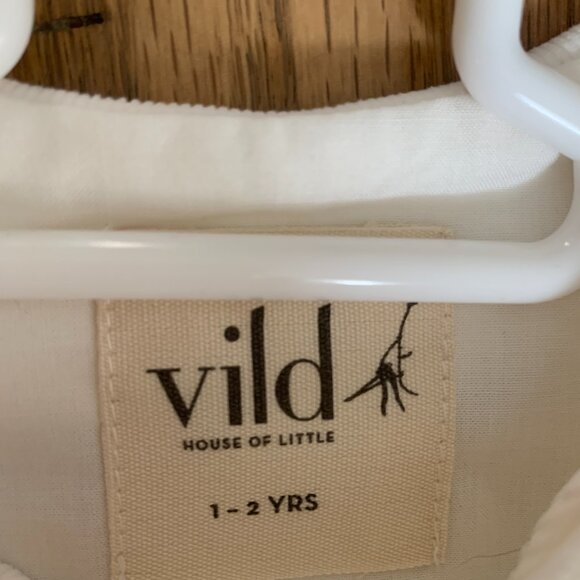 vild
HOUSE OF LITTLE
1 – 2 YRS